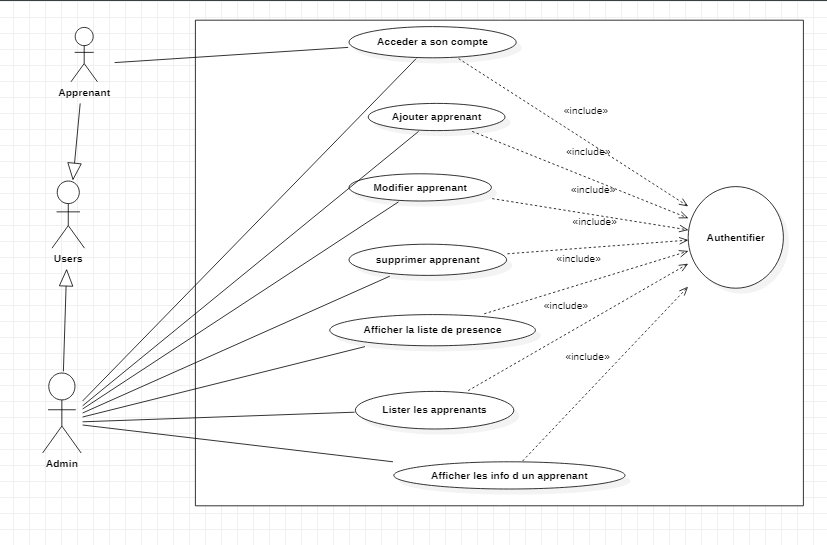 Acceder a son compte
Apprenant
«include»
Ajouter apprenant
«include»
Modifier apprenant
«include»
«include»
Authentifier
Users
supprimer apprenant
«include»
«include»
Afficher la liste de presence
«include»
Lister les apprenants
Admin
Afficher les info d un apprenant